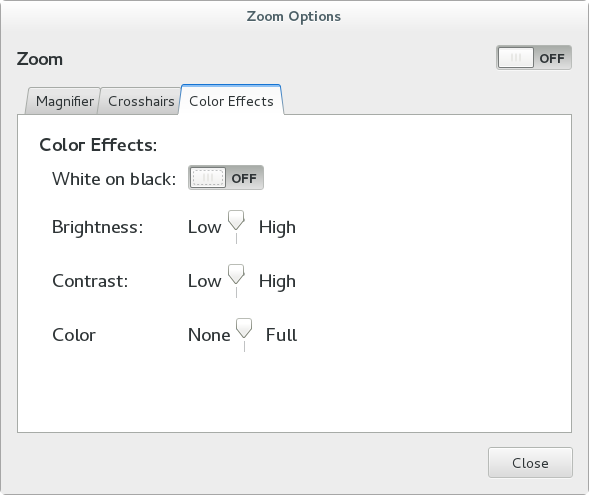 Zoom Options
Zoom OFF
Magnifier Crosshairs Color Effects
Color Effects:
White on black: OFF
Brightness: Low High
Contrast: Low High
Color None Full
Close